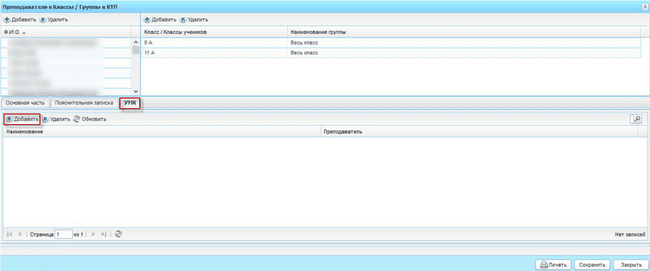 Преподаватели Классы / Группы в КТП
Добавить Удалить
Добавить Удалить
Ф.И.О.
Класс / Классы учеников Наименование группы
9 А Весь класс
11 А Весь класс
Основная часть Пояснительная записка УМК
Добавить Удалить Обновить
Наименование Преподаватель
Страница 1 из 1 Нет записей
Печать Сохранить Закрыть